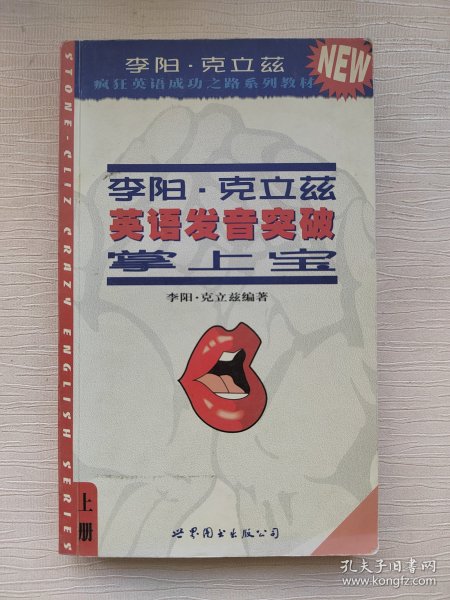 李阳·克立兹
疯狂英语成功之路系列教材
NEW
STONE-CLIZ CRAZY ENGLISH SERIES
李阳·克立兹
英语发音突破
掌上宝
李阳·克立兹编著
上册
世界图书出版公司
孔夫子旧书网
www.kongfz.com